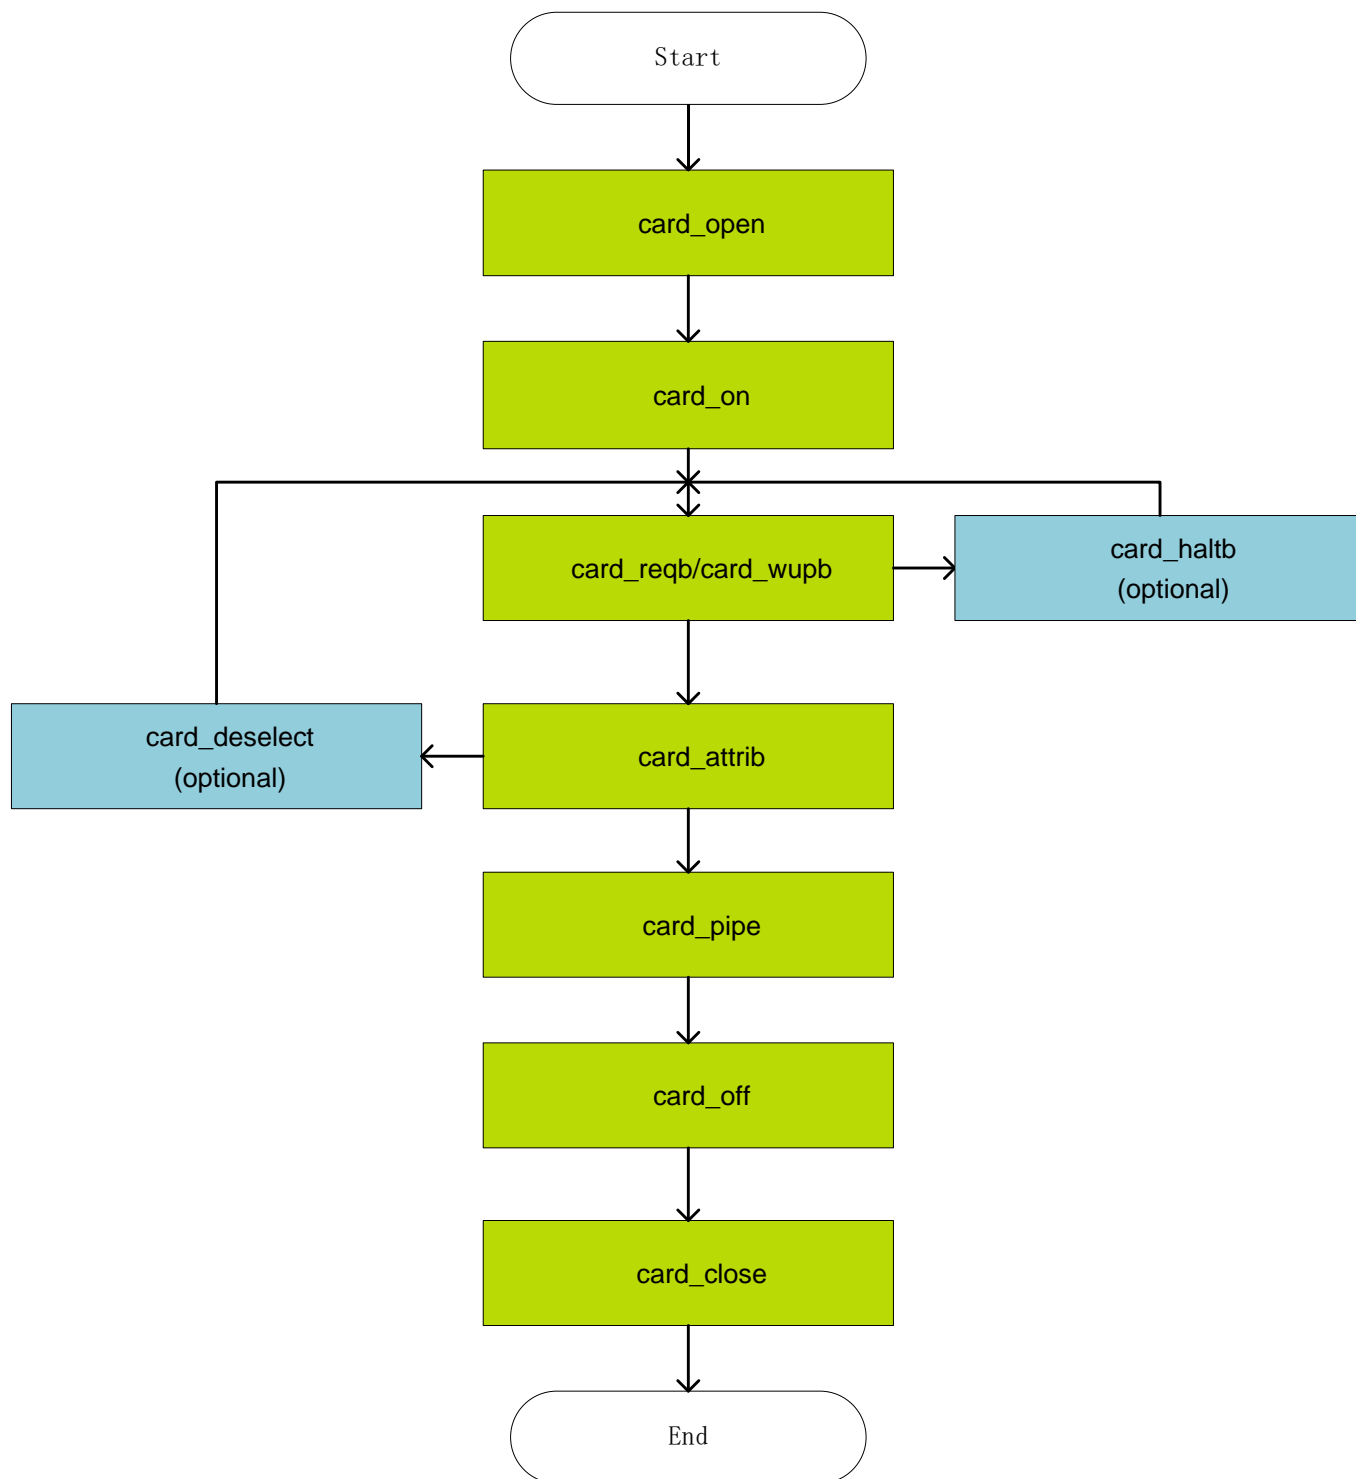 Start
card_open
card_on
card_reqb/card_wupb
card_haltb
(optional)
card_deselect
(optional)
card_attrib
card_pipe
card_off
card_close
End